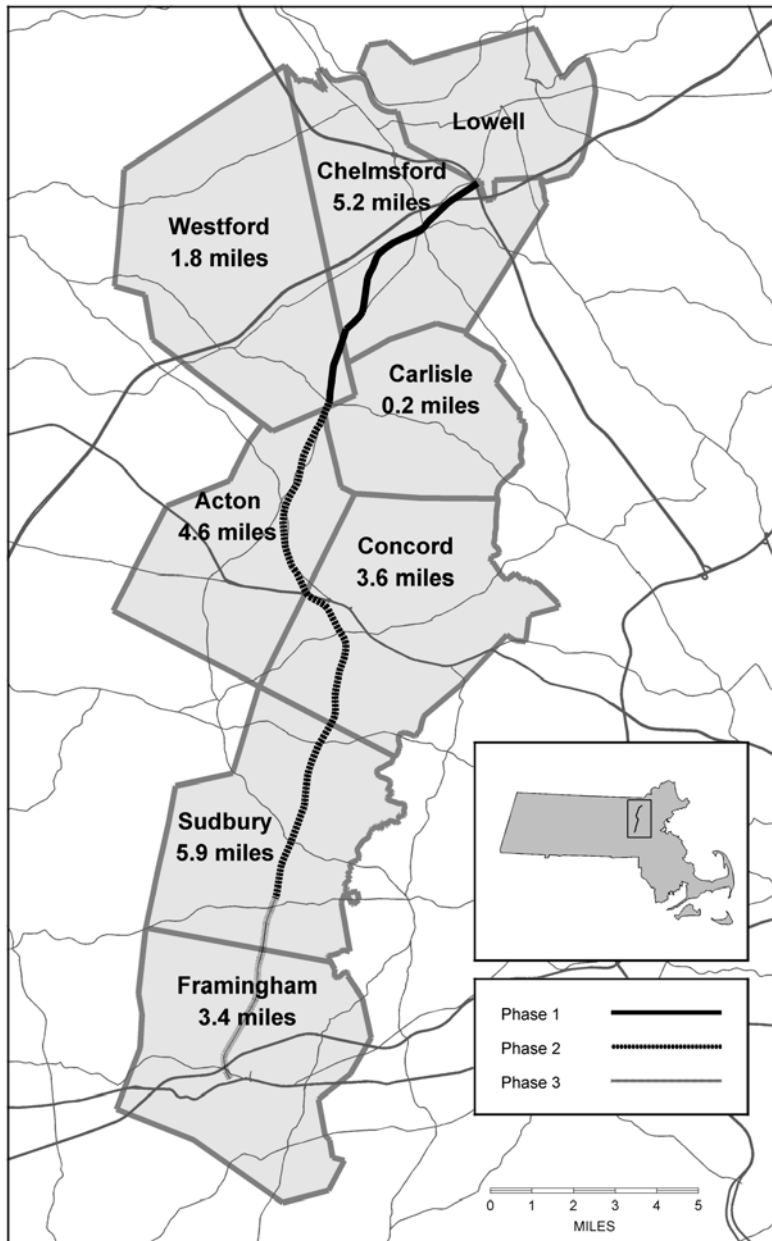 Lowell
Chelmsford
5.2 miles
Westford
1.8 miles
Carlisle
0.2 miles
Acton
4.6 miles
Concord
3.6 miles
Sudbury
5.9 miles
Framingham
3.4 miles
Phase 1
Phase 2
Phase 3
0 1 2 3 4 5
MILES